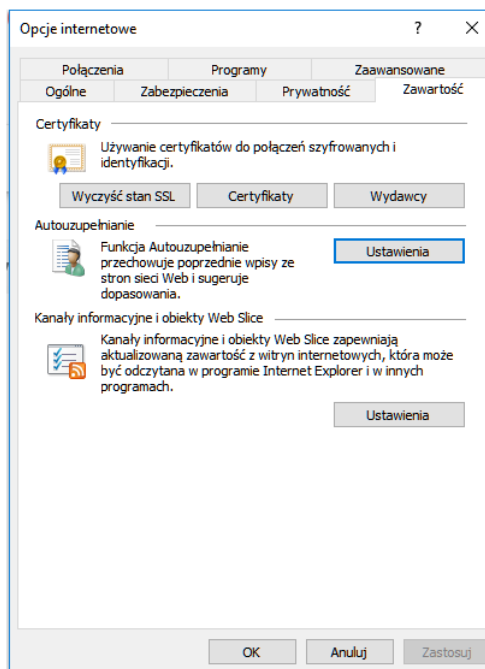 Opcje internetowe
?
Połączenia Programy Zaawansowane
Ogólne Zabezpieczenia Prywatność Zawartość
Certyfikaty
Używanie certyfikatów do połączeń szyfrowanych i
identyfikacji.
Wyczyść stan SSL Certyfikaty Wydawcy
Autouzupełnianie
Funkcja Autouzupełnianie
przechowuje poprzednie wpisy ze
stron sieci Web i sugeruje
dopasowania.
Ustawienia
Kanały informacyjne i obiekty Web Slice
Kanały informacyjne i obiekty Web Slice zapewniają
aktualizowaną zawartość z witryn internetowych, która może
być odczytana w programie Internet Explorer i w innych
programach.
Ustawienia
OK Anuluj Zastosuj